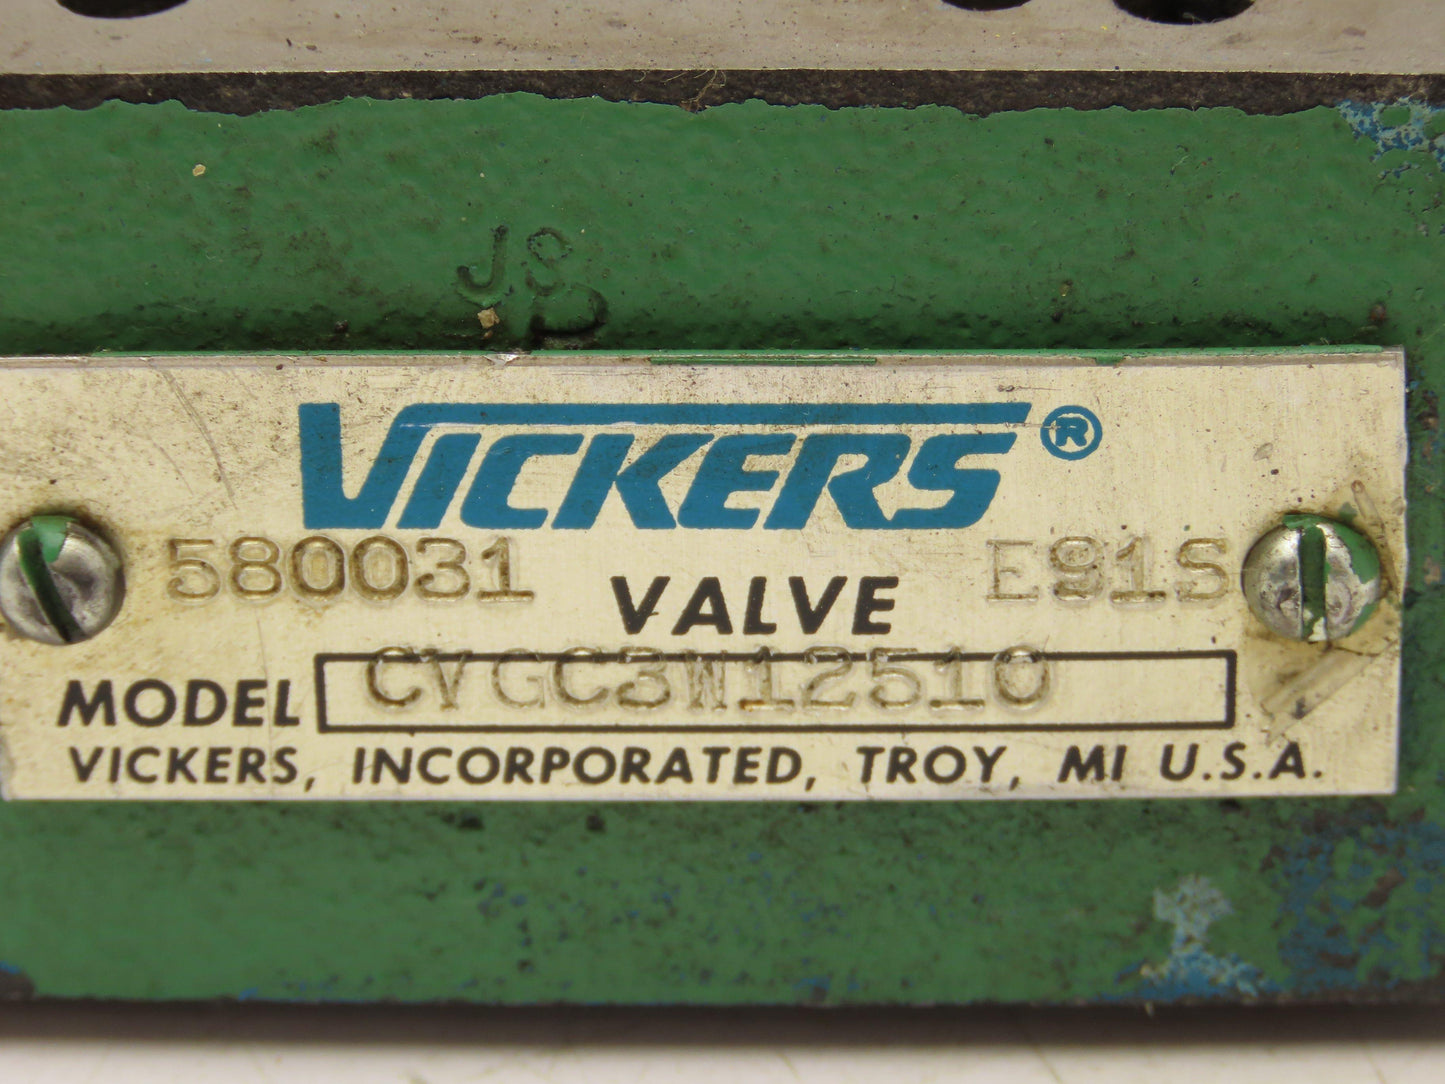 JS
VICKERS®
580031 E91S
VALVE
MODEL CVGC3W12510
VICKERS, INCORPORATED, TROY, MI U.S.A.